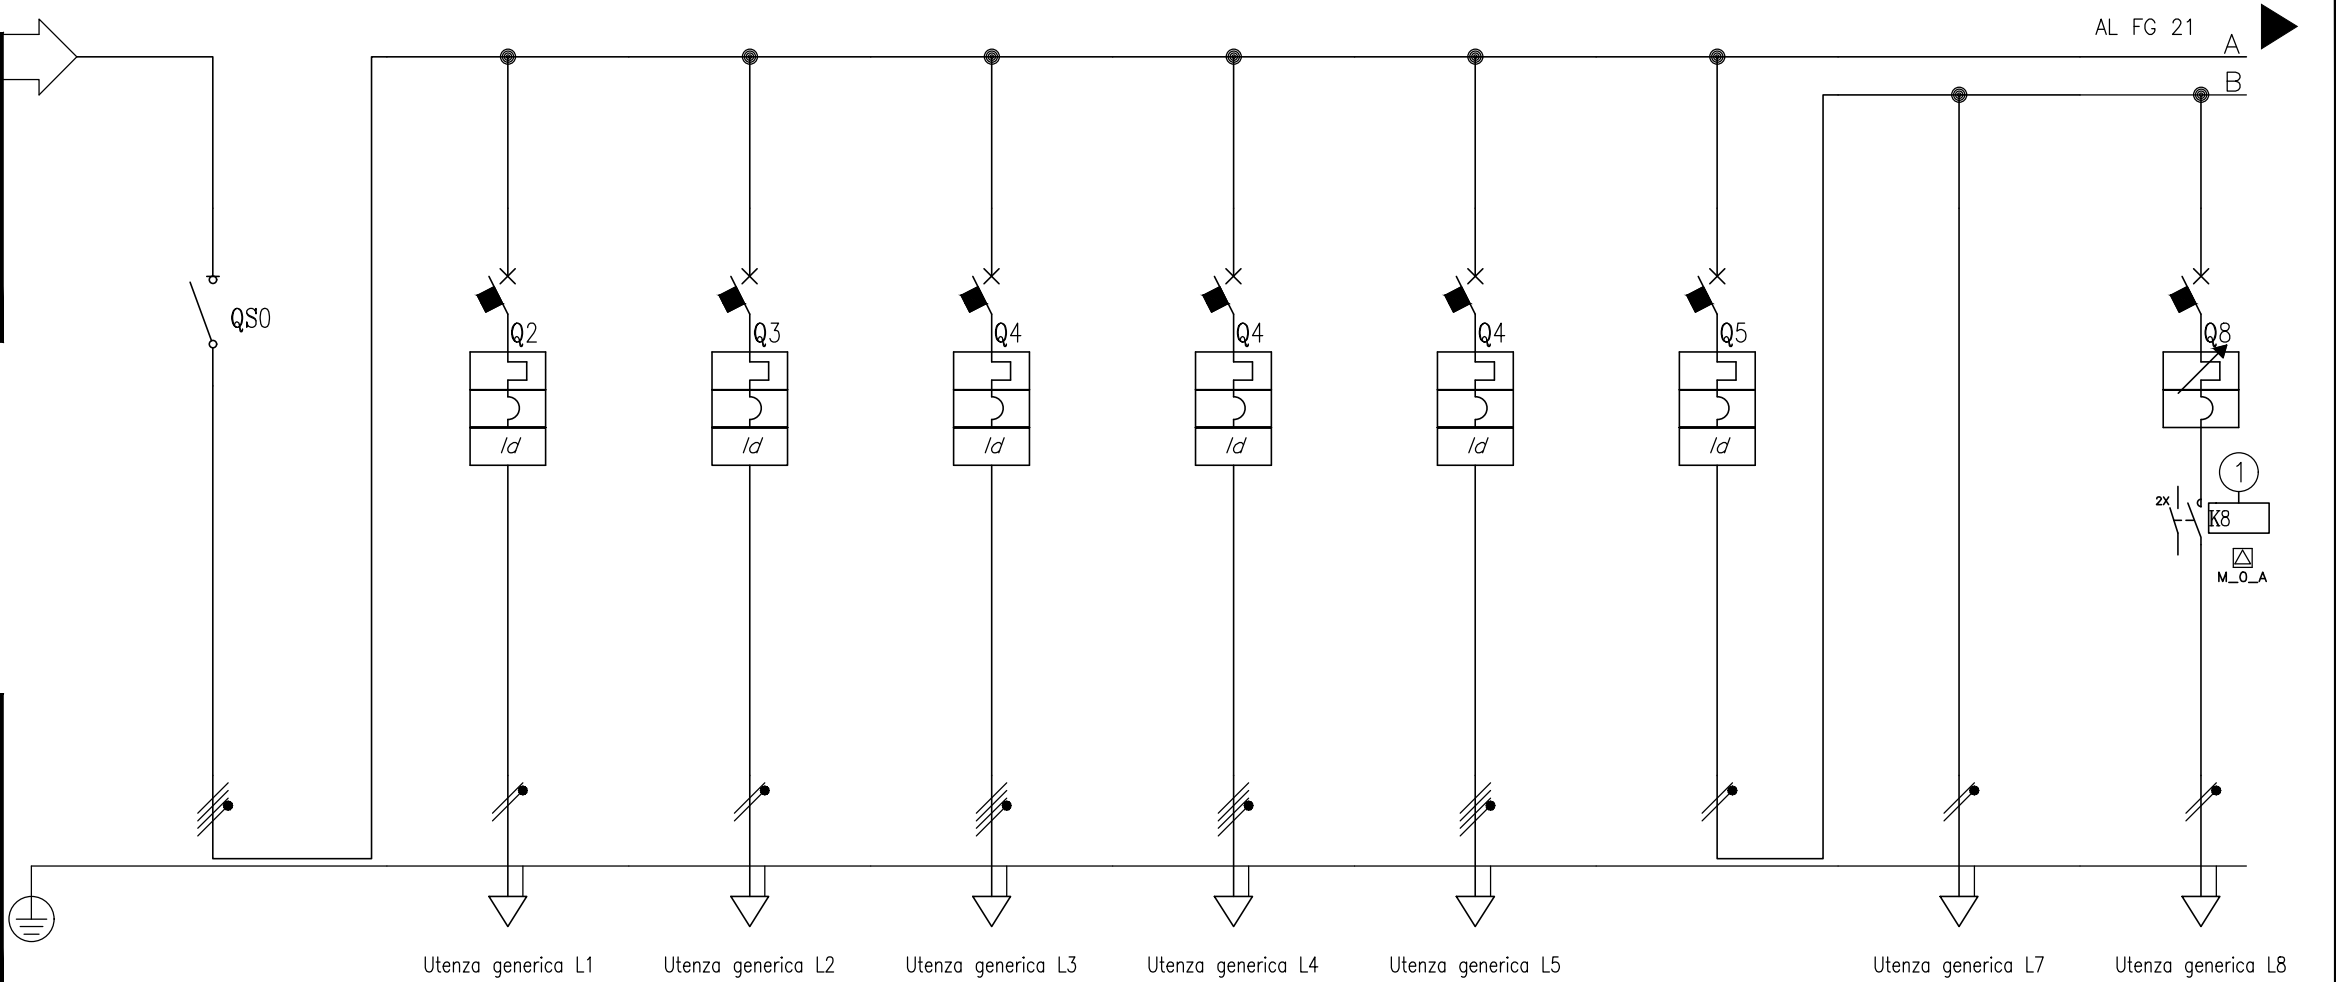 AL FG 21
A
B
QS0
Q2
Q3
Q4
Q4
Q4
Q5
Q8
Id
Id
Id
Id
Id
Id
1
2X
K8
M_O_A
Utenza generica L1
Utenza generica L2
Utenza generica L3
Utenza generica L4
Utenza generica L5
Utenza generica L7
Utenza generica L8